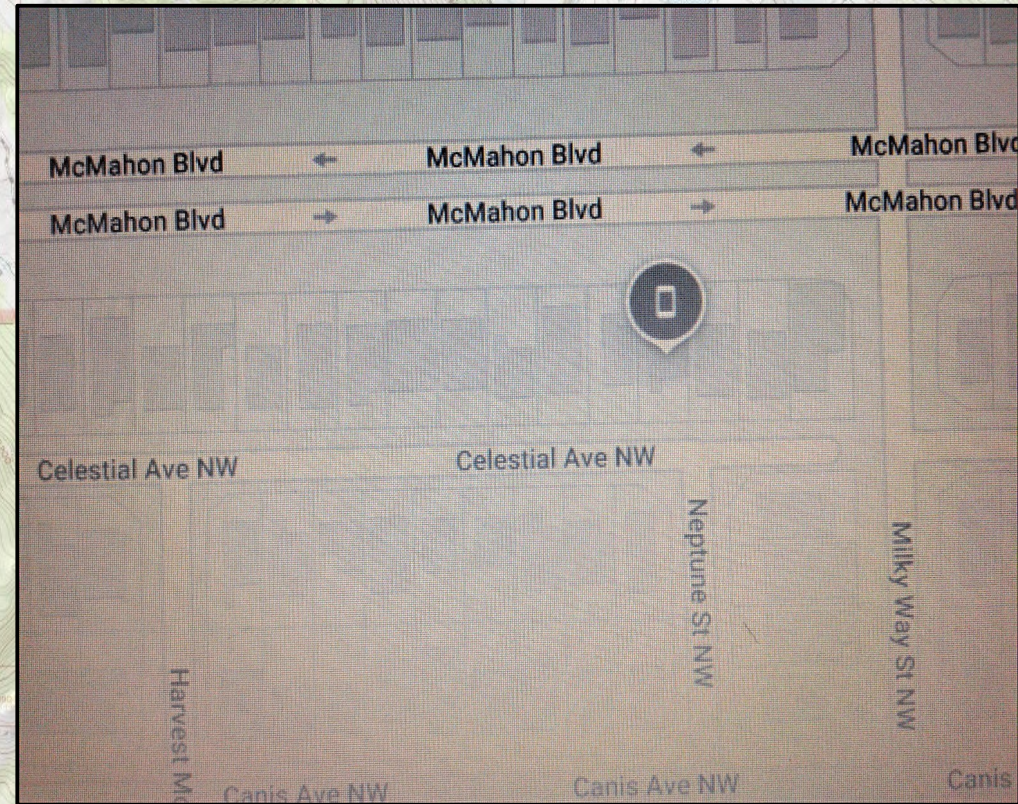 McMahon Blvd
McMahon Blvd
McMahon Blvd
McMahon Blvd
McMahon Blvd
McMahon Blvd
Celestial Ave NW
Celestial Ave NW
Neptune St NW
Milky Way St NW
Harvest
Canis Ave NW
Canis Ave NW
Canis